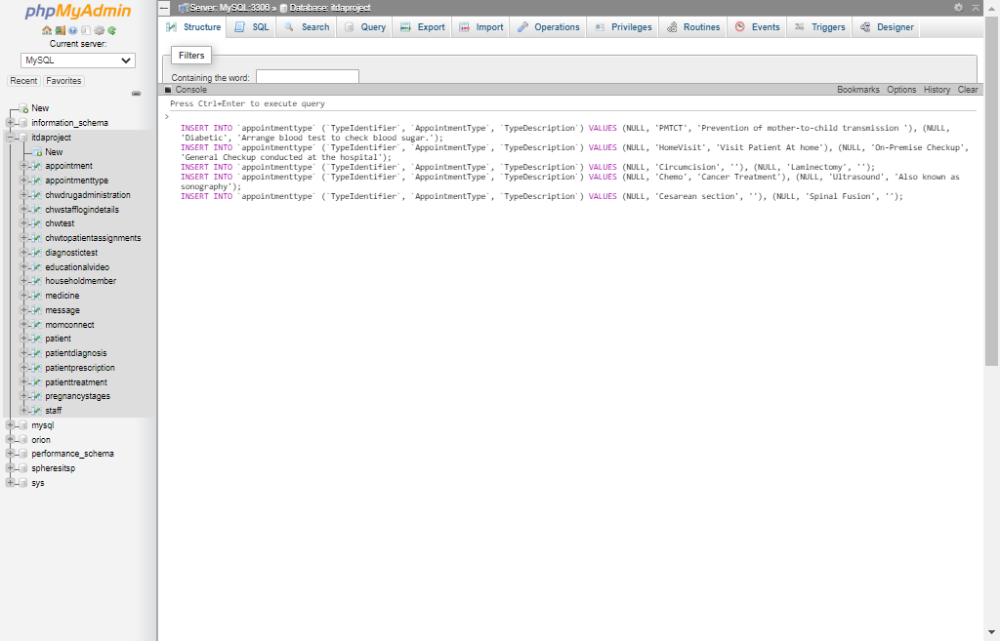 phpMyAdmin
Current server:
MySQL
Recent Favorites
New
information_schema
itdaproject
New
appointment
appointmenttype
chwdrugadministration
chwstafflogindetails
chwtest
chwtopatientassignments
diagnostictest
educationalvideo
householdmember
medicine
message
momconnect
patient
patientdiagnosis
patientprescription
patienttreatment
pregnancystages
staff
mysql
orion
performance_schema
spheresitsp
sys
Server: MySQL:3308 » Database: itdaproject
Structure SQL Search Query Export Import Operations Privileges Routines Events Triggers Designer
Filters
Containing the word:
Console Bookmarks Options History Clear
Press Ctrl+Enter to execute query
>
INSERT INTO `appointmenttype` (`TypeIdentifier`, `AppointmentType`, `TypeDescription`) VALUES (NULL, 'PMTCT', 'Prevention of mother-to-child transmission '), (NULL,
'Diabetic', 'Arrange blood test to check blood sugar.');
INSERT INTO `appointmenttype` (`TypeIdentifier`, `AppointmentType`, `TypeDescription`) VALUES (NULL, 'HomeVisit', 'Visit Patient At home'), (NULL, 'On-Premise Checkup',
'General Checkup conducted at the hospital');
INSERT INTO `appointmenttype` (`TypeIdentifier`, `AppointmentType`, `TypeDescription`) VALUES (NULL, 'Circumcision', ''), (NULL, 'Laminectomy', '');
INSERT INTO `appointmenttype` (`TypeIdentifier`, `AppointmentType`, `TypeDescription`) VALUES (NULL, 'Chemo', 'Cancer Treatment'), (NULL, 'Ultrasound', 'Also known as
sonography');
INSERT INTO `appointmenttype` (`TypeIdentifier`, `AppointmentType`, `TypeDescription`) VALUES (NULL, 'Cesarean section', ''), (NULL, 'Spinal Fusion', '');